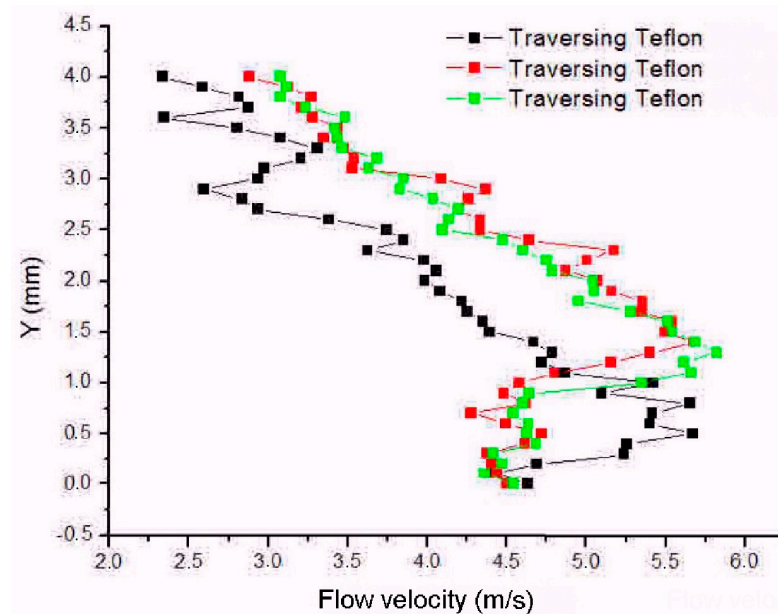 4.5
4.0
3.5
3.0
2.5
2.0
1.5
1.0
0.5
0.0
-0.5
Y (mm)
Traversing Teflon
Traversing Teflon
Traversing Teflon
2.0 2.5 3.0 3.5 4.0 4.5 5.0 5.5 6.0
Flow velocity (m/s)
Flow velo